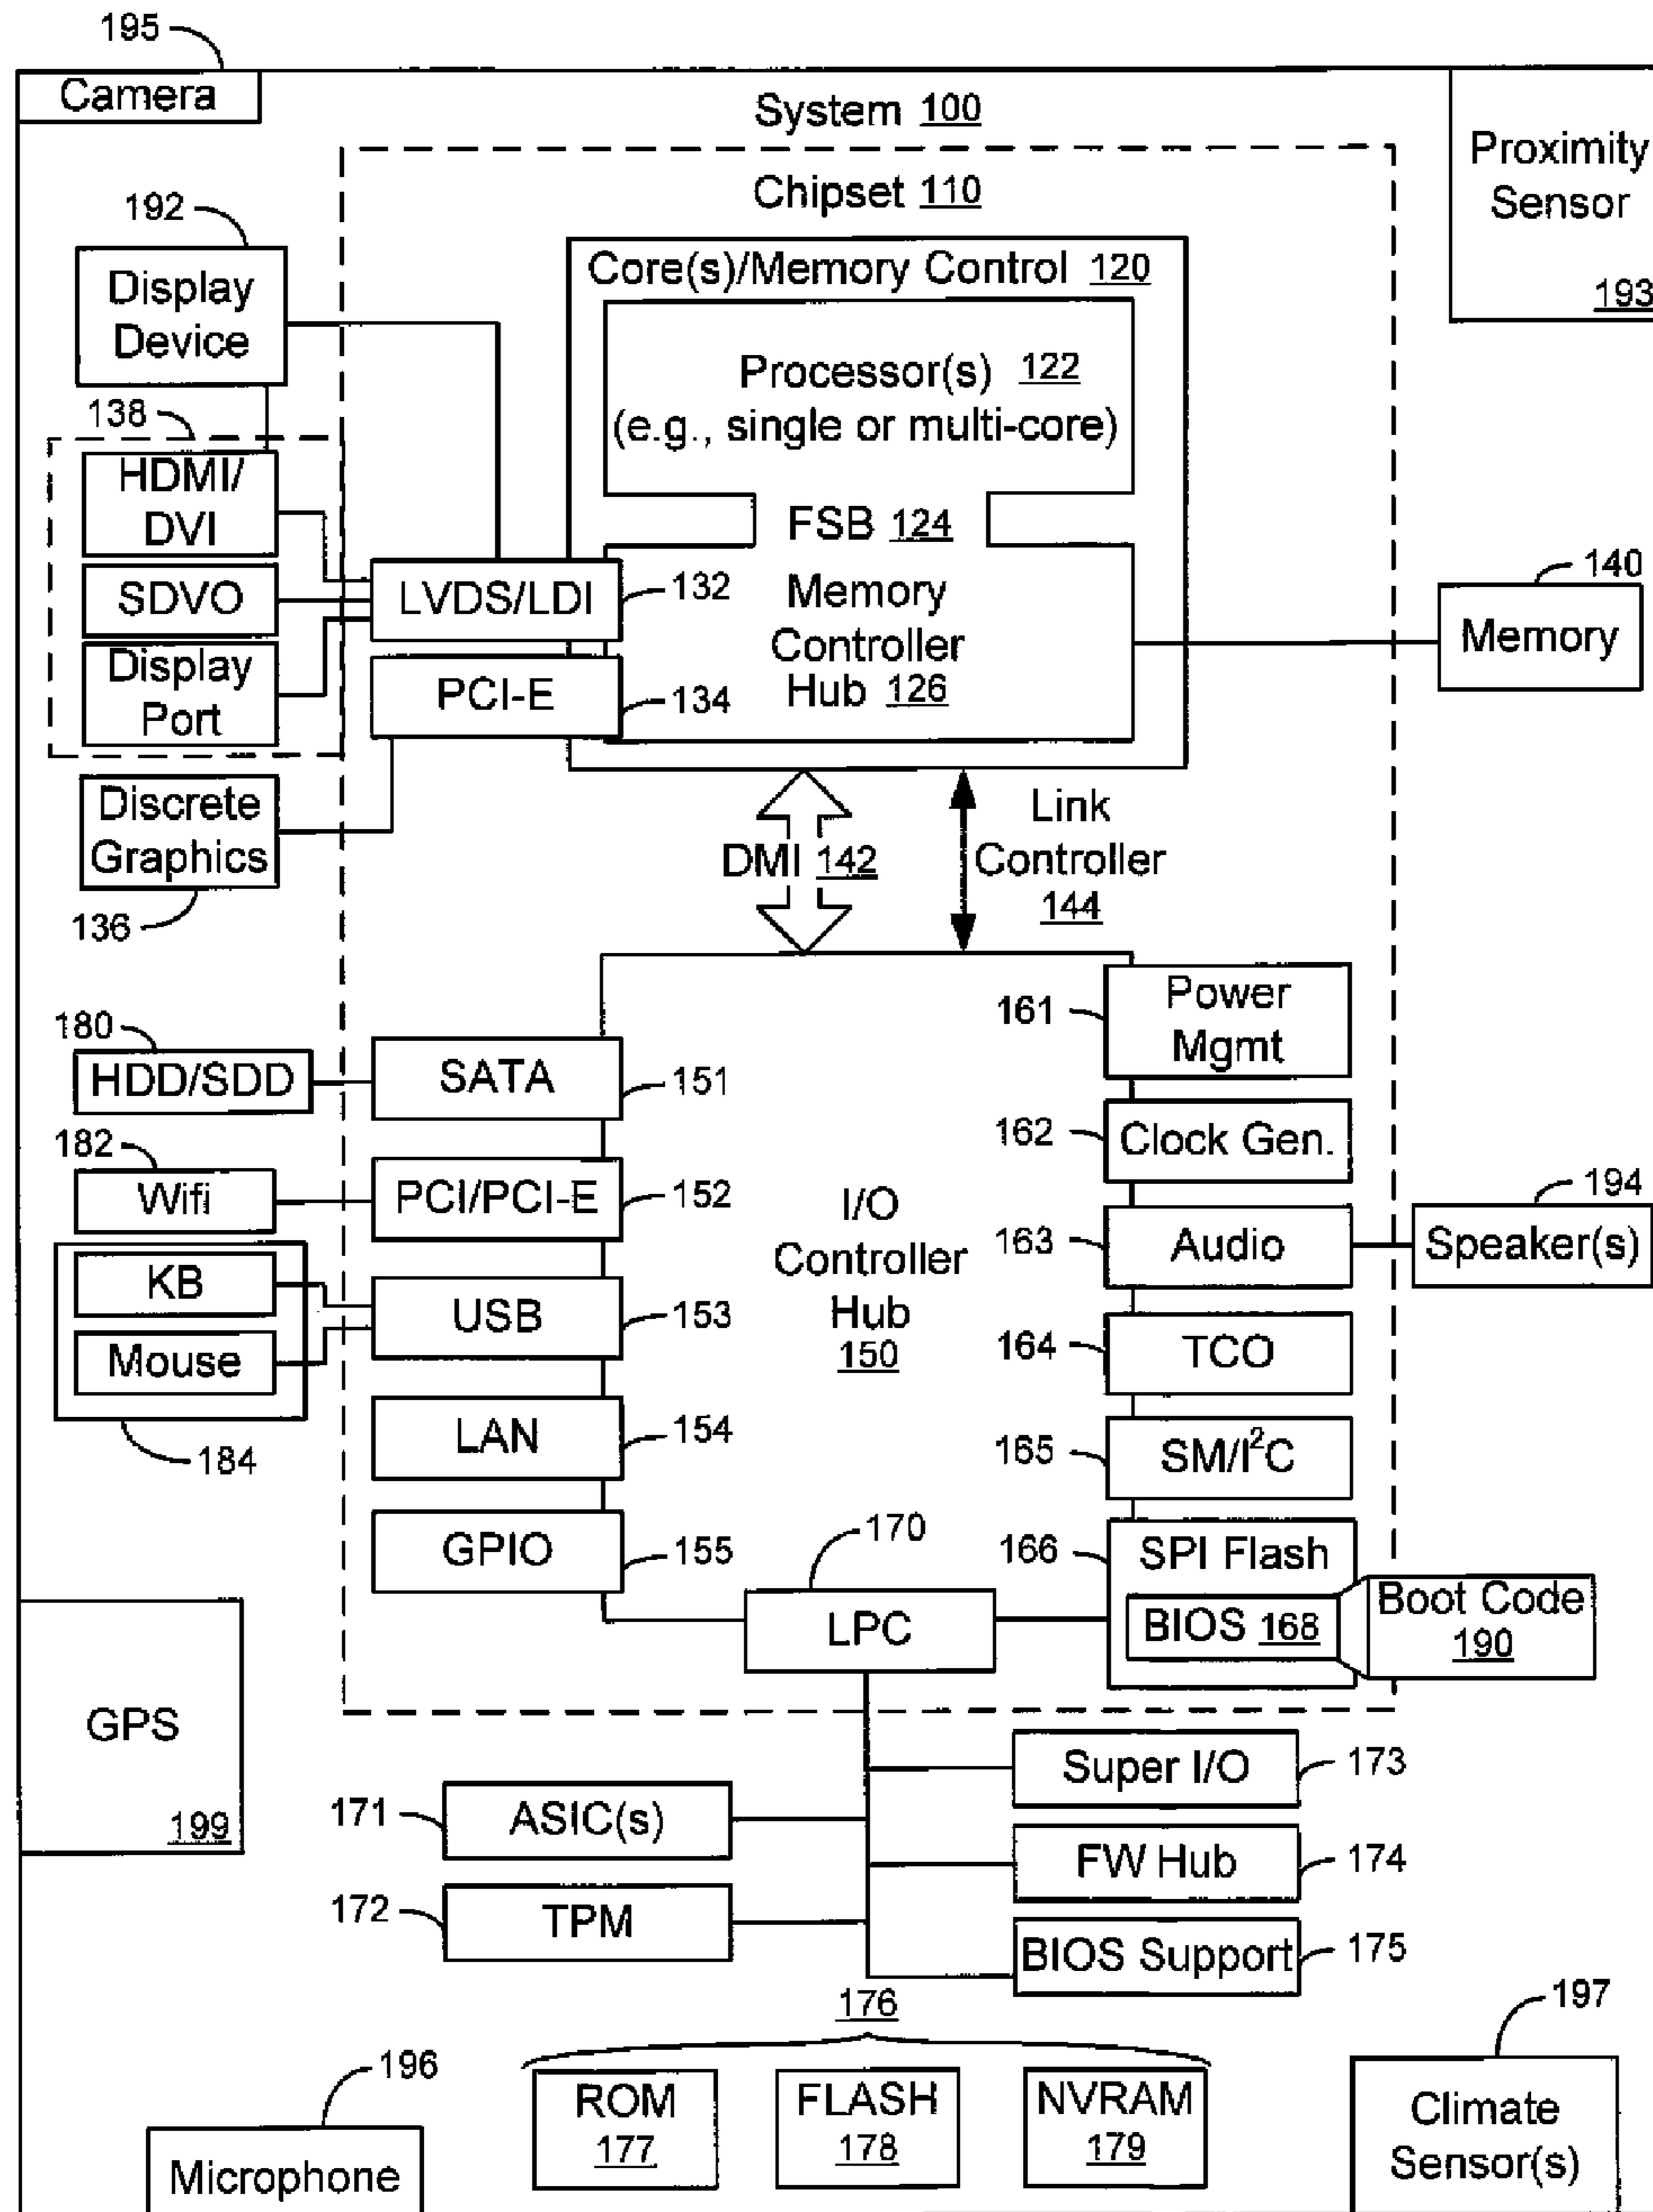 195
Camera
System 100
Proximity
Sensor
193
Chipset 110
192
Display
Device
Core(s)/Memory Control 120
Processor(s) 122
(e.g., single or multi-core)
138
HDMI/
DVI
SDVO
Display
Port
FSB 124
LVDS/LDI
132
PCI-E
134
Memory
Controller
Hub 126
140
Memory
Discrete
Graphics
136
DMI 142
Link
Controller
144
180
HDD/SDD
SATA
151
182
Wifi
PCI/PCI-E
152
KB
Mouse
184
USB
153
LAN
154
GPIO
155
I/O
Controller
Hub
150
161
Power
Mgmt
162
Clock Gen.
163
Audio
194
Speaker(s)
164
TCO
165
SM/I²C
166
SPI Flash
BIOS 168
Boot Code
190
170
LPC
GPS
199
171
ASIC(s)
172
TPM
Super I/O
173
FW Hub
174
BIOS Support
175
176
ROM
177
FLASH
178
NVRAM
179
196
Microphone
197
Climate
Sensor(s)